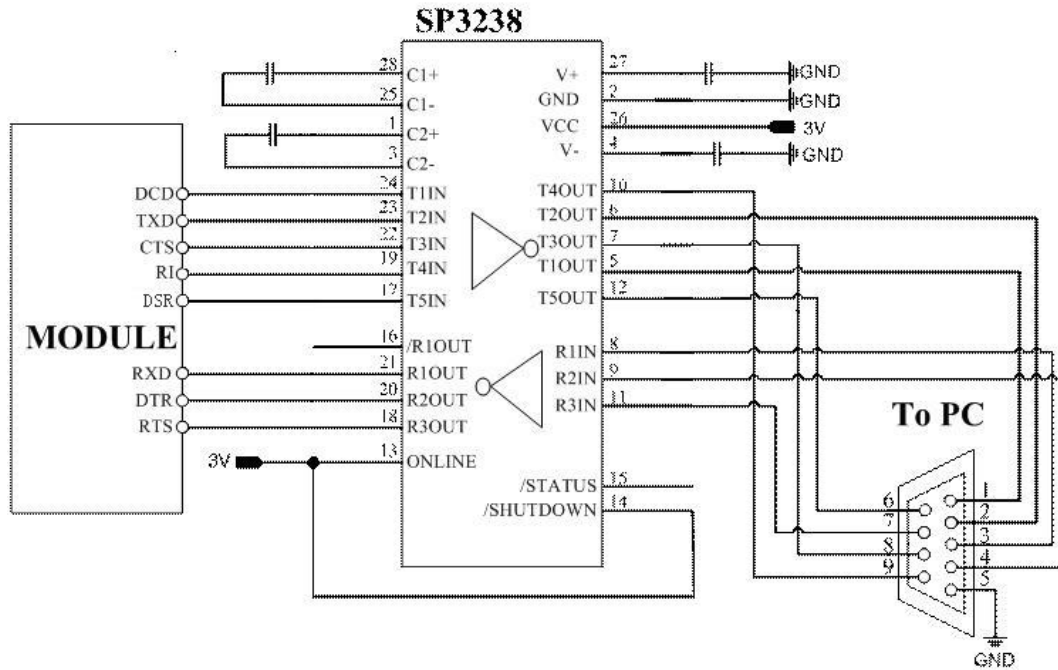 SP3238
28 C1+
25 C1-
1 C2+
3 C2-
24 T1IN
23 T2IN
22 T3IN
19 T4IN
17 T5IN
16 /R1OUT
21 R1OUT
20 R2OUT
18 R3OUT
3V 13 ONLINE
V+ 27 GND
GND 2 GND
VCC 26 3V
V- 4 GND
T4OUT 10
T2OUT 6
T3OUT 7
T1OUT 5
T5OUT 12
R1IN 8
R2IN 9
R3IN 11
/STATUS 15
/SHUTDOWN 14
DCD
TXD
CTS
RI
DSR
MODULE
RXD
DTR
RTS
To PC
6
7
8
9
1
2
3
4
5
GND